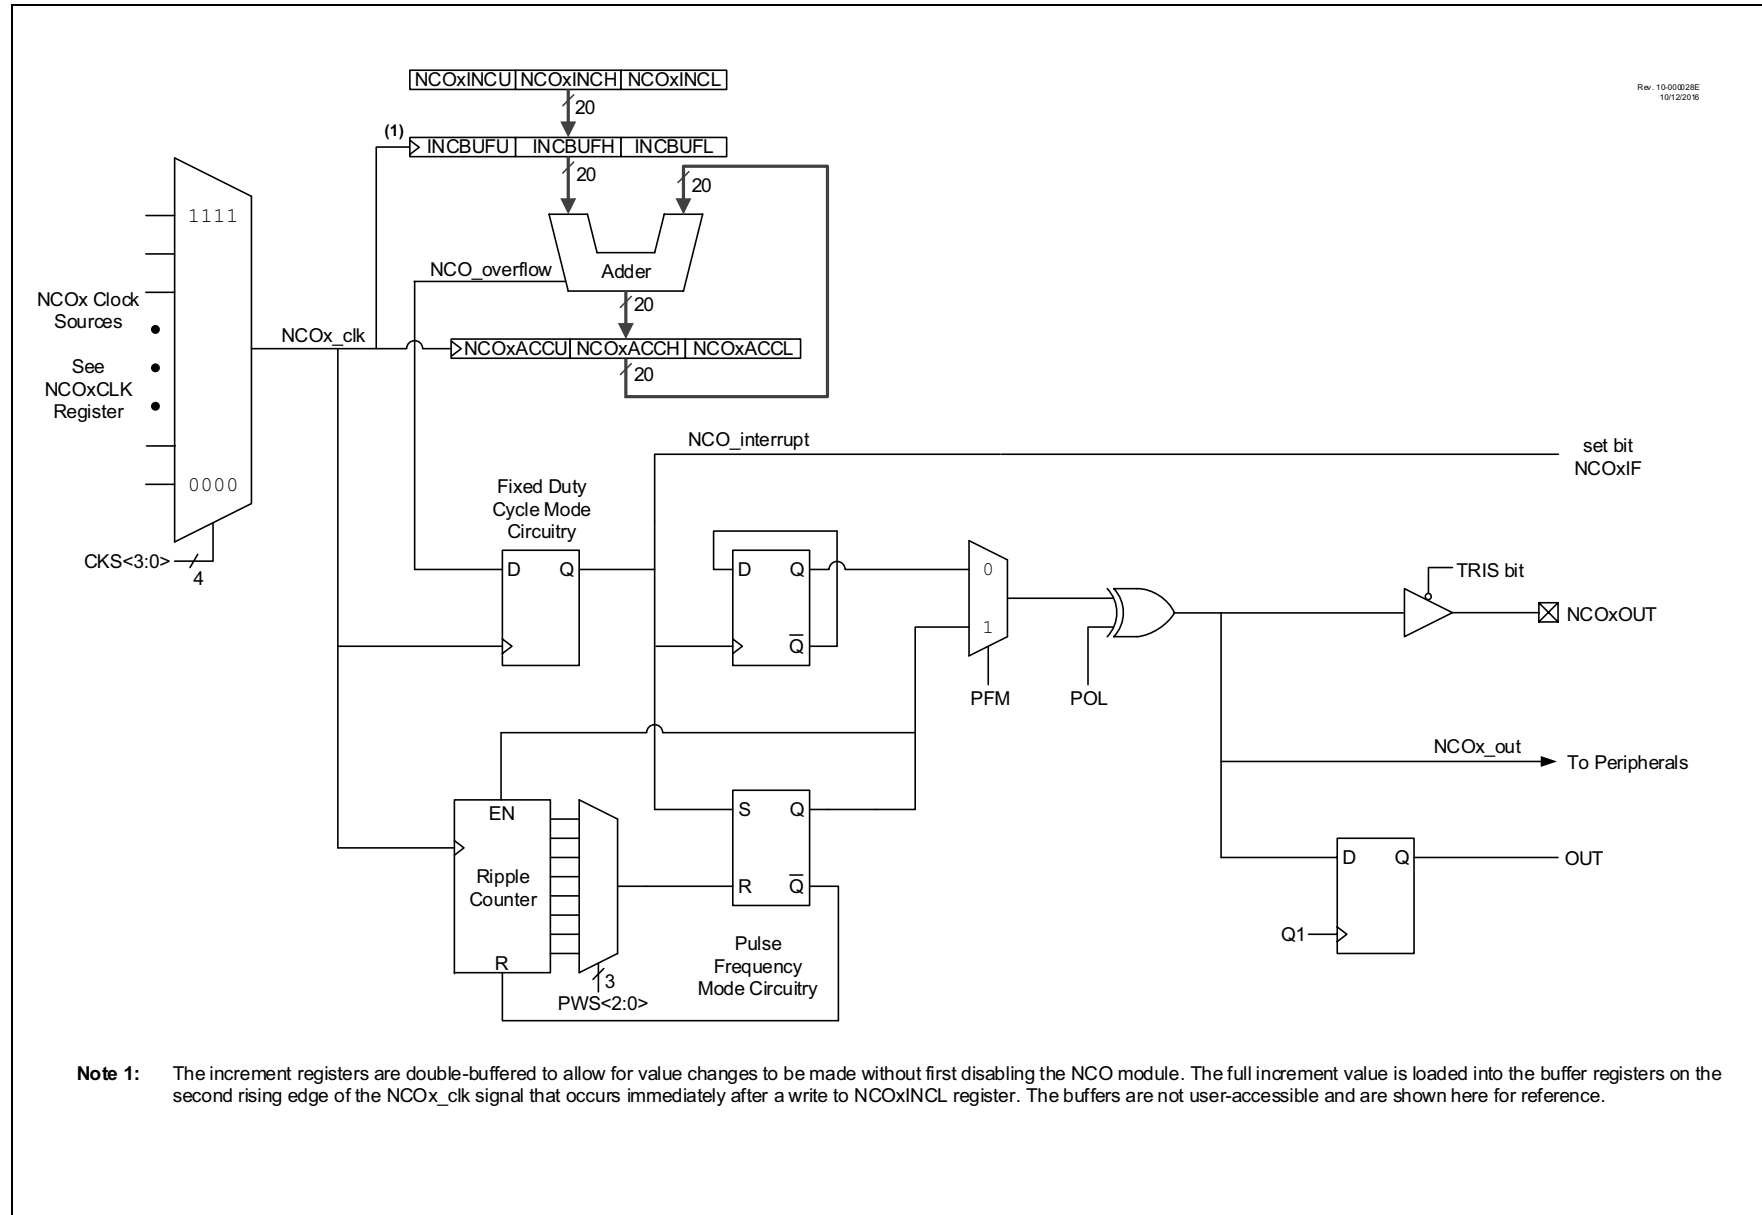 NCOxINCU NCOxINCH NCOxINCL
Rev. 10-000028E
10/12/2016
20
(1)
INCBUFU INCBUFH INCBUFL
20
20
1111
Adder
NCO_overflow
20
NCOx Clock
Sources
NCOx_clk
NCOxACCU NCOxACCH NCOxACCL
20
See
NCOxCLK
Register
NCO_interrupt
set bit
NCOxIF
0000
Fixed Duty
Cycle Mode
Circuitry
CKS<3:0>
4
D Q
D Q
Q
0
1
TRIS bit
NCOxOUT
PFM
POL
NCOx_out
To Peripherals
EN
S Q
Ripple
Counter
R Q
D Q
OUT
Q1
R
3
PWS<2:0>
Pulse
Frequency
Mode Circuitry
Note 1: The increment registers are double-buffered to allow for value changes to be made without first disabling the NCO module. The full increment value is loaded into the buffer registers on the
second rising edge of the NCOx_clk signal that occurs immediately after a write to NCOxINCL register. The buffers are not user-accessible and are shown here for reference.